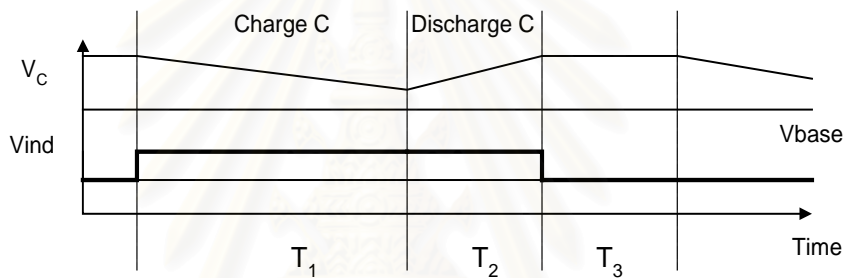 Charge C
Discharge C
V_C
Vbase
Vind
Time
T_1
T_2
T_3